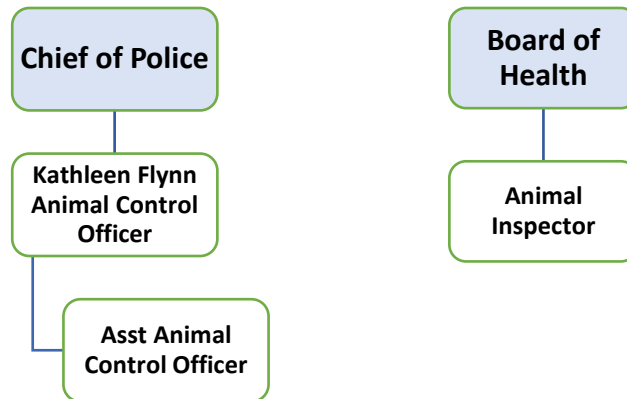 Chief of Police
Board of
Health
Kathleen Flynn
Animal Control
Officer
Animal
Inspector
Asst Animal
Control Officer